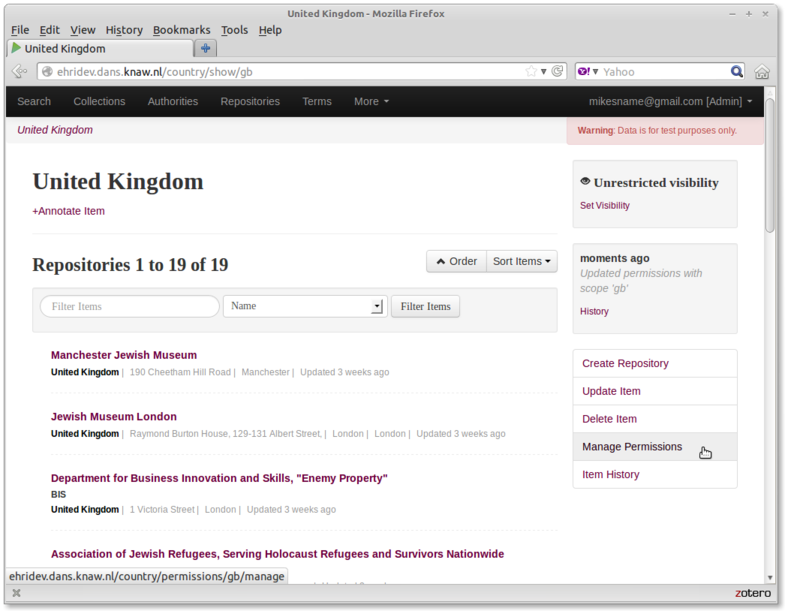 United Kingdom - Mozilla Firefox
File Edit View History Bookmarks Tools Help
United Kingdom
ehridev.dans.knaw.nl/country/show/gb
Y! Yahoo
Search Collections Authorities Repositories Terms More mikesname@gmail.com [Admin]
United Kingdom
Warning: Data is for test purposes only.
United Kingdom
+Annotate Item
Unrestricted visibility
Set Visibility
Repositories 1 to 19 of 19
Order Sort Items
moments ago
Updated permissions with
scope 'gb'
History
Filter Items Name Filter Items
Manchester Jewish Museum
United Kingdom | 190 Cheetham Hill Road | Manchester | Updated 3 weeks ago
Jewish Museum London
United Kingdom | Raymond Burton House, 129-131 Albert Street, | London | London | Updated 3 weeks ago
Department for Business Innovation and Skills, "Enemy Property"
BIS
United Kingdom | 1 Victoria Street | London | Updated 3 weeks ago
Association of Jewish Refugees, Serving Holocaust Refugees and Survivors Nationwide
Create Repository
Update Item
Delete Item
Manage Permissions
Item History
ehridev.dans.knaw.nl/country/permissions/gb/manage
zotero